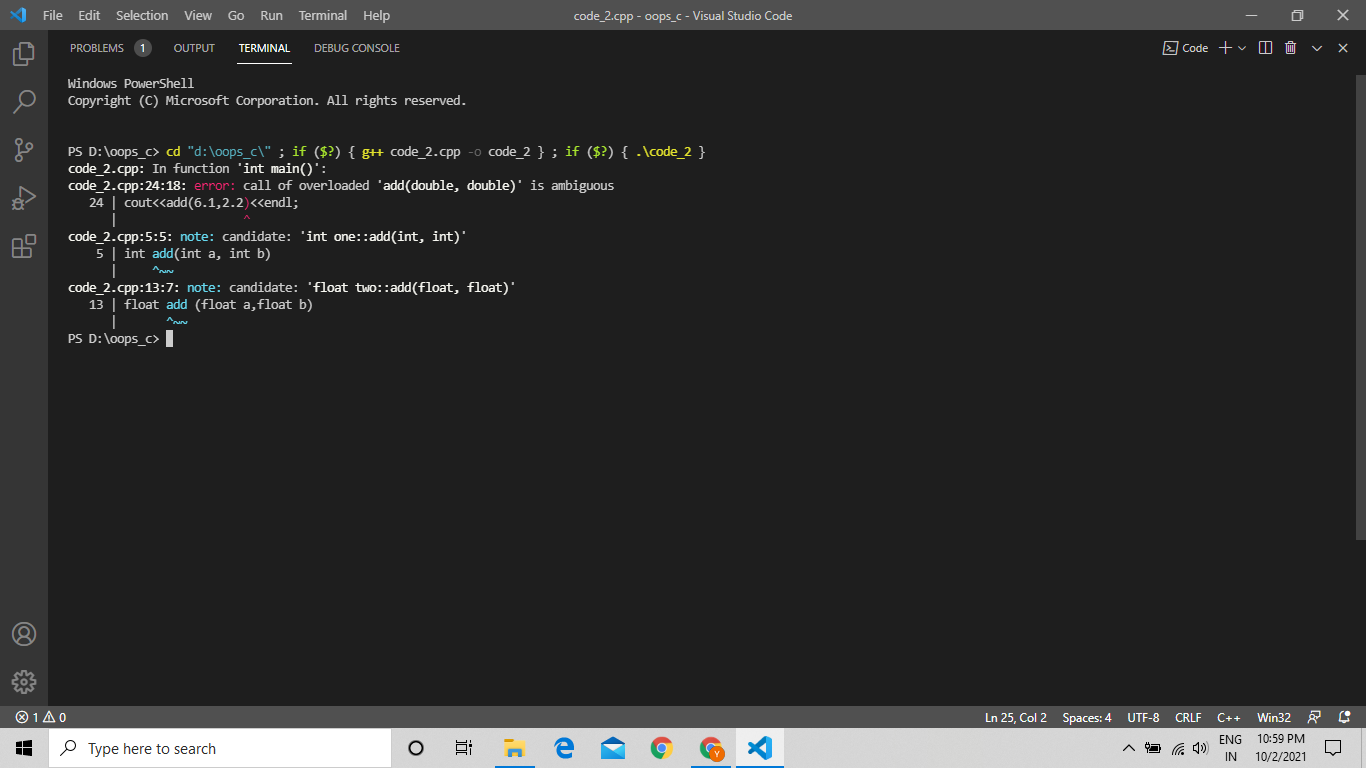 File Edit Selection View Go Run Terminal Help
code_2.cpp - oops_c - Visual Studio Code
PROBLEMS 1 OUTPUT TERMINAL DEBUG CONSOLE
Code
Windows PowerShell
Copyright (C) Microsoft Corporation. All rights reserved.
PS D:\oops_c> cd "d:\oops_c\" ; if ($?) { g++ code_2.cpp -o code_2 } ; if ($?) { .\code_2 }
code_2.cpp: In function 'int main()':
code_2.cpp:24:18: error: call of overloaded 'add(double, double)' is ambiguous
24 | cout<<add(6.1,2.2)<<endl;
| ^
code_2.cpp:5:5: note: candidate: 'int one::add(int, int)'
5 | int add(int a, int b)
| ^~~
code_2.cpp:13:7: note: candidate: 'float two::add(float, float)'
13 | float add (float a,float b)
| ^~~
PS D:\oops_c>
1 0
Ln 25, Col 2 Spaces: 4 UTF-8 CRLF C++ Win32
Type here to search
Y
ENG
IN
10:59 PM
10/2/2021